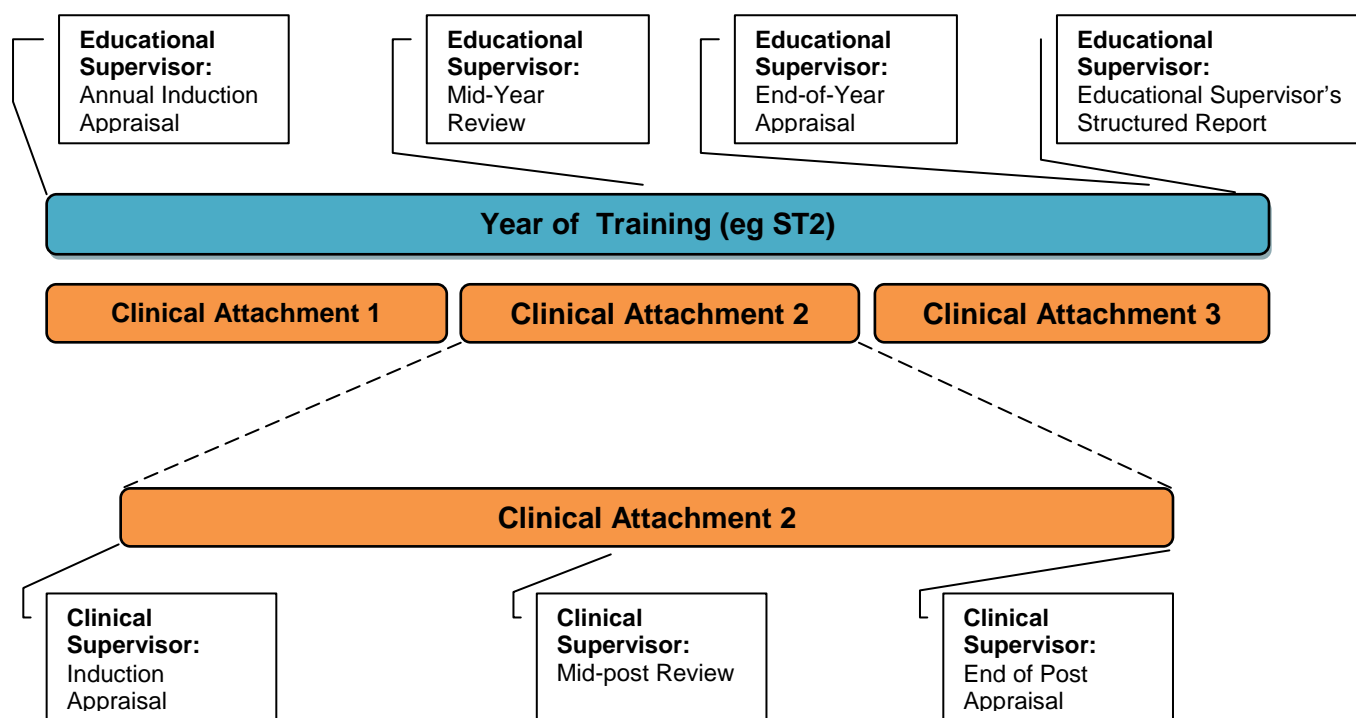 Educational
Supervisor:
Annual Induction
Appraisal
Educational
Supervisor:
Mid-Year
Review
Educational
Supervisor:
End-of-Year
Appraisal
Educational
Supervisor:
Educational Supervisor's
Structured Report
Year of Training (eg ST2)
Clinical Attachment 1
Clinical Attachment 2
Clinical Attachment 3
Clinical Attachment 2
Clinical
Supervisor:
Induction
Appraisal
Clinical
Supervisor:
Mid-post Review
Clinical
Supervisor:
End of Post
Appraisal